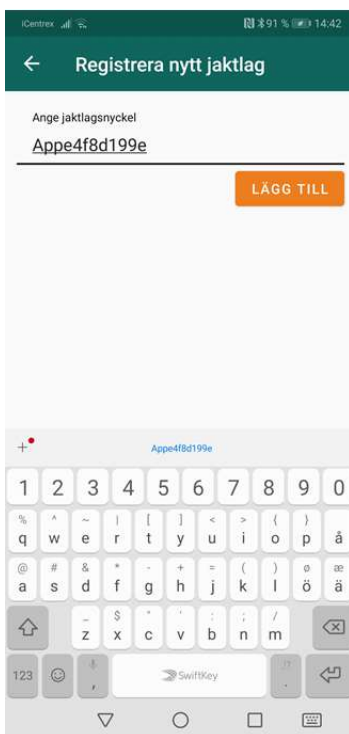 iCentrex 91 % 14:42
Registrera nytt jaktlag
Ange jaktlagsnyckel
Appe4f8d199e
LÄGG TILL
+ Appe4f8d199e
1 2 3 4 5 6 7 8 9 0
% ^ ~ | [ ] < > { }
q w e r t y u i o p å
@ # & * - + = ( ) ø æ
a s d f g h j k l ö ä
_ $ " ' : ; /
z x c v b n m
123 , SwiftKey .